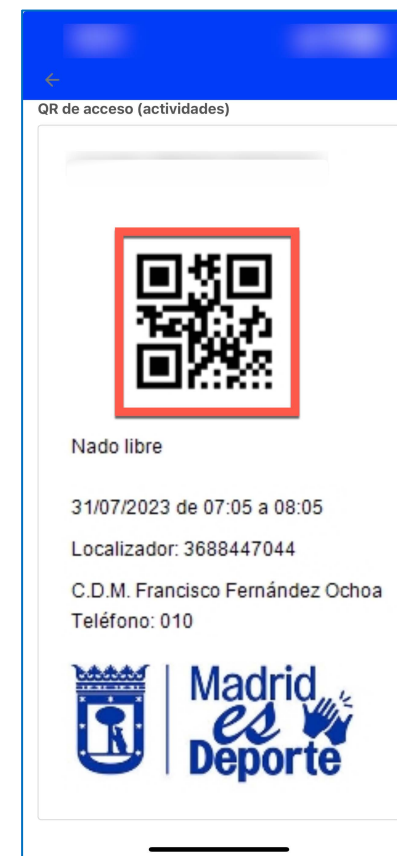 QR de acceso (actividades)
Nado libre
31/07/2023 de 07:05 a 08:05
Localizador: 3688447044
C.D.M. Francisco Fernández Ochoa
Teléfono: 010
Madrid
es
Deporte